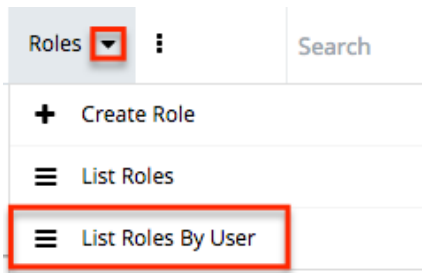 Roles
Search
Create Role
List Roles
List Roles By User